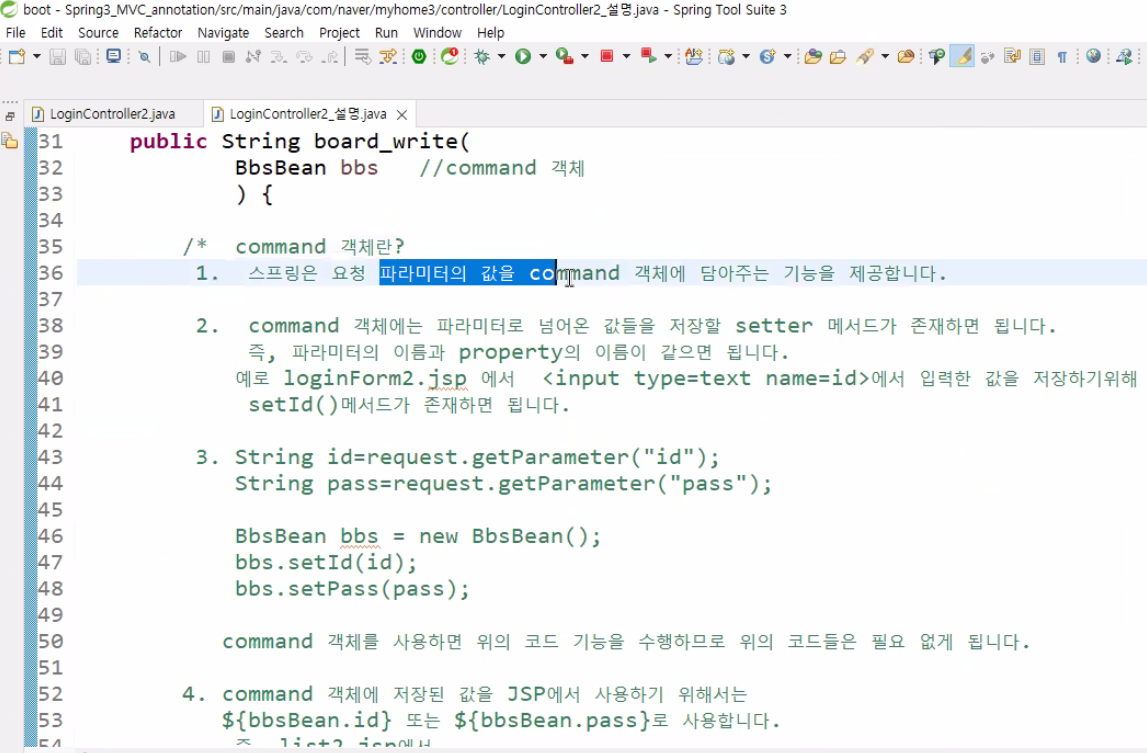 boot - Spring3_MVC_annotation/src/main/java/com/naver/myhome3/controller/LoginController2_설명.java - Spring Tool Suite 3
File Edit Source Refactor Navigate Search Project Run Window Help
LoginController2.java LoginController2_설명.java
31 public String board_write(
32 BbsBean bbs //command 객체
33 ) {
34
35 /* command 객체란?
36 1. 스프링은 요청 파라미터의 값을 command 객체에 담아주는 기능을 제공합니다.
37
38 2. command 객체에는 파라미터로 넘어온 값들을 저장할 setter 메서드가 존재하면 됩니다.
39 즉, 파라미터의 이름과 property의 이름이 같으면 됩니다.
40 예로 loginForm2.jsp 에서 <input type=text name=id>에서 입력한 값을 저장하기위해
41 setId()메서드가 존재하면 됩니다.
42
43 3. String id=request.getParameter("id");
44 String pass=request.getParameter("pass");
45
46 BbsBean bbs = new BbsBean();
47 bbs.setId(id);
48 bbs.setPass(pass);
49
50 command 객체를 사용하면 위의 코드 기능을 수행하므로 위의 코드들은 필요 없게 됩니다.
51
52 4. command 객체에 저장된 값을 JSP에서 사용하기 위해서는
53 ${bbsBean.id} 또는 ${bbsBean.pass}로 사용합니다.
54 즉, list2.jsp에서